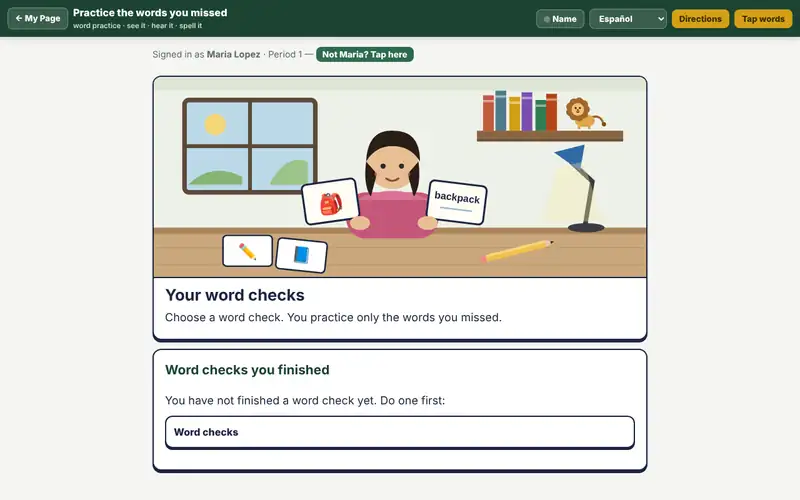 ← My Page
Practice the words you missed
word practice · see it · hear it · spell it
Name
Español
Directions
Tap words
Signed in as Maria Lopez · Period 1 — Not Maria? Tap here
backpack
Your word checks
Choose a word check. You practice only the words you missed.
Word checks you finished
You have not finished a word check yet. Do one first:
Word checks